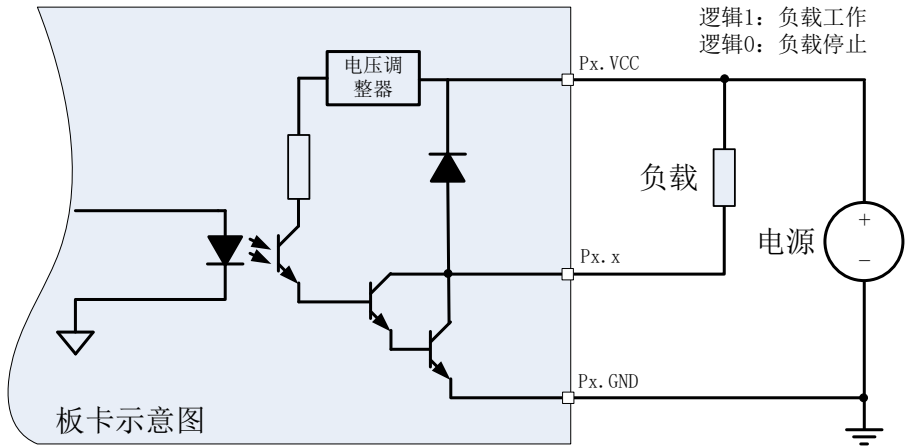 逻辑1: 负载工作
逻辑0: 负载停止
电压调
整器
Px.VCC
负载
电源
+
−
Px.x
Px.GND
板卡示意图